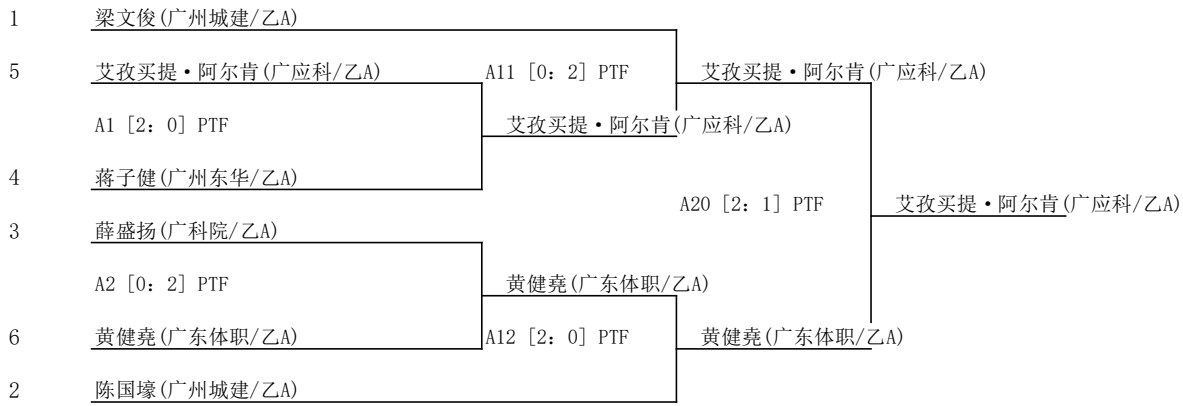 1 梁文俊(广州城建/乙A)
5 艾孜买提·阿尔肯(广应科/乙A) A11 [0: 2] PTF 艾孜买提·阿尔肯(广应科/乙A)
A1 [2: 0] PTF 艾孜买提·阿尔肯(广应科/乙A)
4 蒋子健(广州东华/乙A)
A20 [2: 1] PTF 艾孜买提·阿尔肯(广应科/乙A)
3 薛盛扬(广科院/乙A)
A2 [0: 2] PTF 黄健堯(广东体职/乙A)
6 黄健堯(广东体职/乙A) A12 [2: 0] PTF 黄健堯(广东体职/乙A)
2 陈国壕(广州城建/乙A)